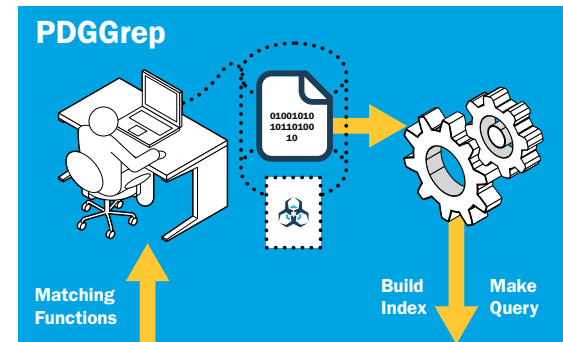 PDGGrep
01001010
10110100
10
Matching
Functions
Build
Index
Make
Query